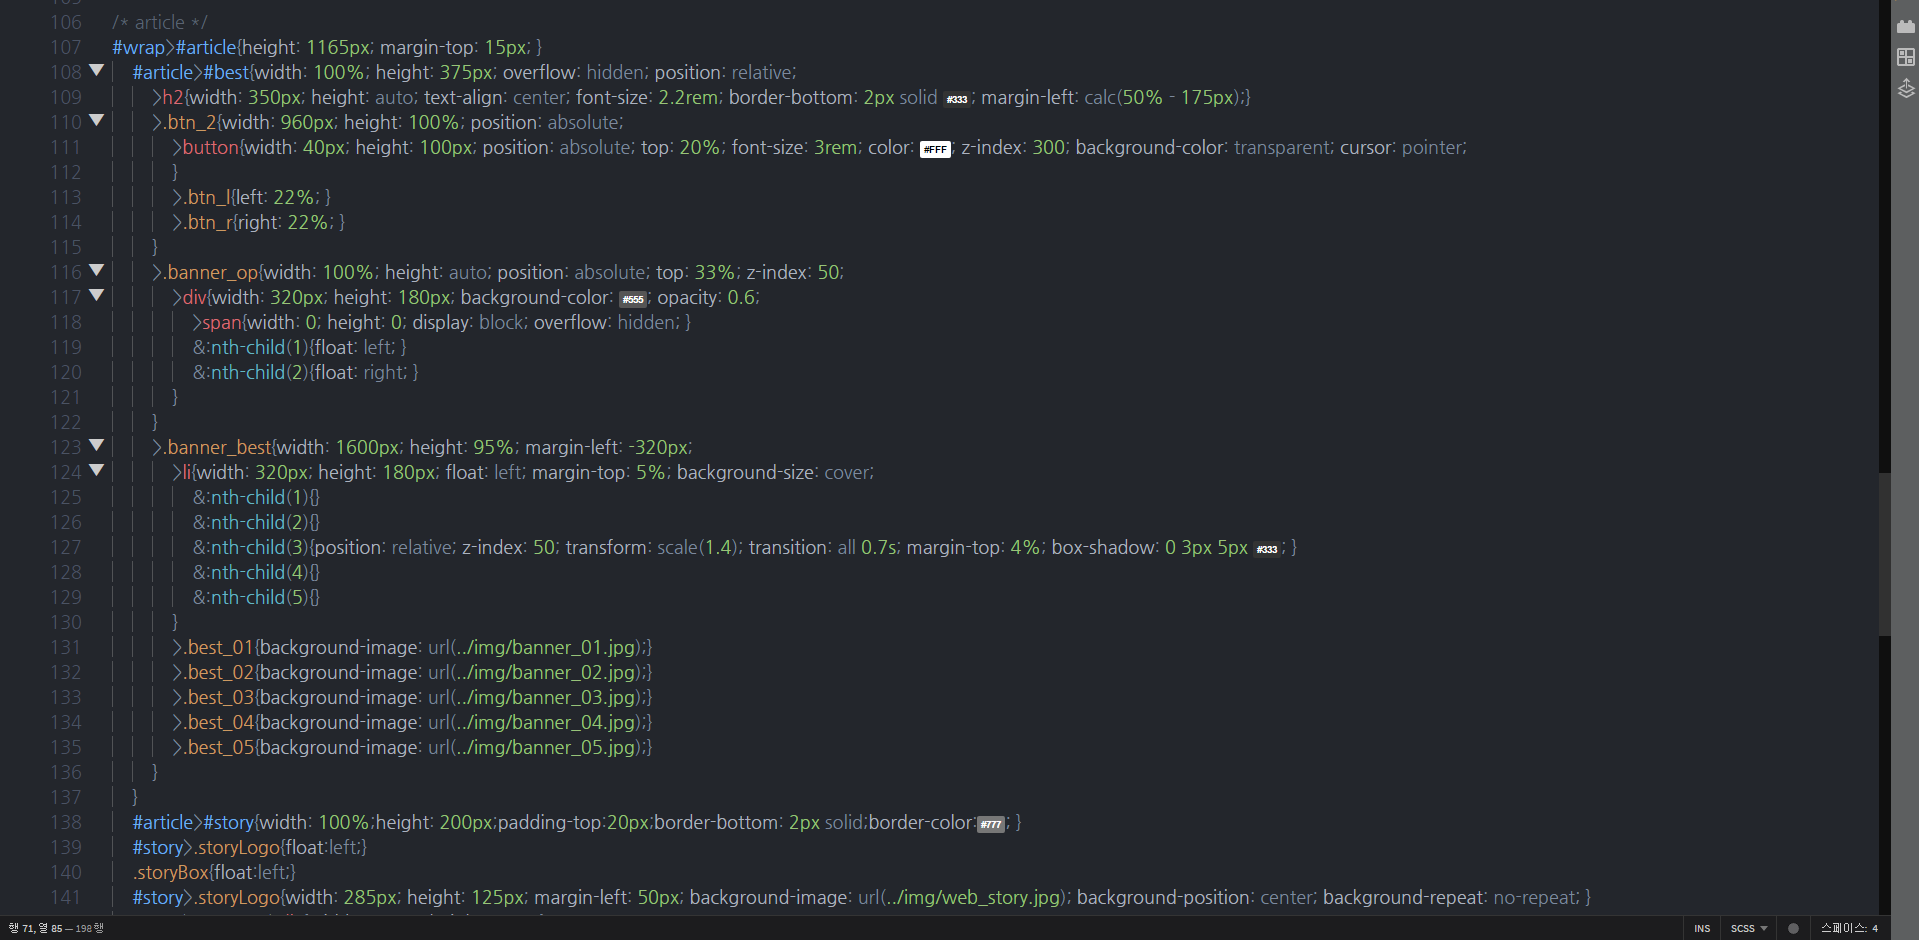 106 /* article */
107 #wrap>#article{height: 1165px; margin-top: 15px; }
108 #article>#best{width: 100%; height: 375px; overflow: hidden; position: relative;
109 >h2{width: 350px; height: auto; text-align: center; font-size: 2.2rem; border-bottom: 2px solid #333; margin-left: calc(50% - 175px);}
110 >.btn_2{width: 960px; height: 100%; position: absolute;
111 >button{width: 40px; height: 100px; position: absolute; top: 20%; font-size: 3rem; color: #FFF; z-index: 300; background-color: transparent; cursor: pointer;
112 }
113 >.btn_l{left: 22%; }
114 >.btn_r{right: 22%; }
115 }
116 >.banner_op{width: 100%; height: auto; position: absolute; top: 33%; z-index: 50;
117 >div{width: 320px; height: 180px; background-color: #555; opacity: 0.6;
118 >span{width: 0; height: 0; display: block; overflow: hidden; }
119 &:nth-child(1){float: left; }
120 &:nth-child(2){float: right; }
121 }
122 }
123 >.banner_best{width: 1600px; height: 95%; margin-left: -320px;
124 >li{width: 320px; height: 180px; float: left; margin-top: 5%; background-size: cover;
125 &:nth-child(1){}
126 &:nth-child(2){}
127 &:nth-child(3){position: relative; z-index: 50; transform: scale(1.4); transition: all 0.7s; margin-top: 4%; box-shadow: 0 3px 5px #333; }
128 &:nth-child(4){}
129 &:nth-child(5){}
130 }
131 >.best_01{background-image: url(../img/banner_01.jpg);}
132 >.best_02{background-image: url(../img/banner_02.jpg);}
133 >.best_03{background-image: url(../img/banner_03.jpg);}
134 >.best_04{background-image: url(../img/banner_04.jpg);}
135 >.best_05{background-image: url(../img/banner_05.jpg);}
136 }
137 }
138 #article>#story{width: 100%;height: 200px;padding-top:20px;border-bottom: 2px solid;border-color:#777; }
139 #story>.storyLogo{float:left;}
140 .storyBox{float:left;}
141 #story>.storyLogo{width: 285px; height: 125px; margin-left: 50px; background-image: url(../img/web_story.jpg); background-position: center; background-repeat: no-repeat; }
행 71, 열 85 — 198 행 INS SCSS 스페이스: 4